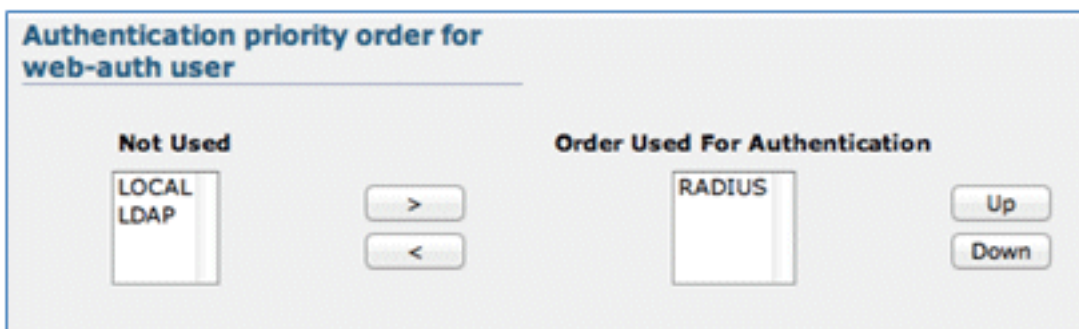 Authentication priority order for
web-auth user
Not Used
Order Used For Authentication
LOCAL
LDAP
>
<
RADIUS
Up
Down